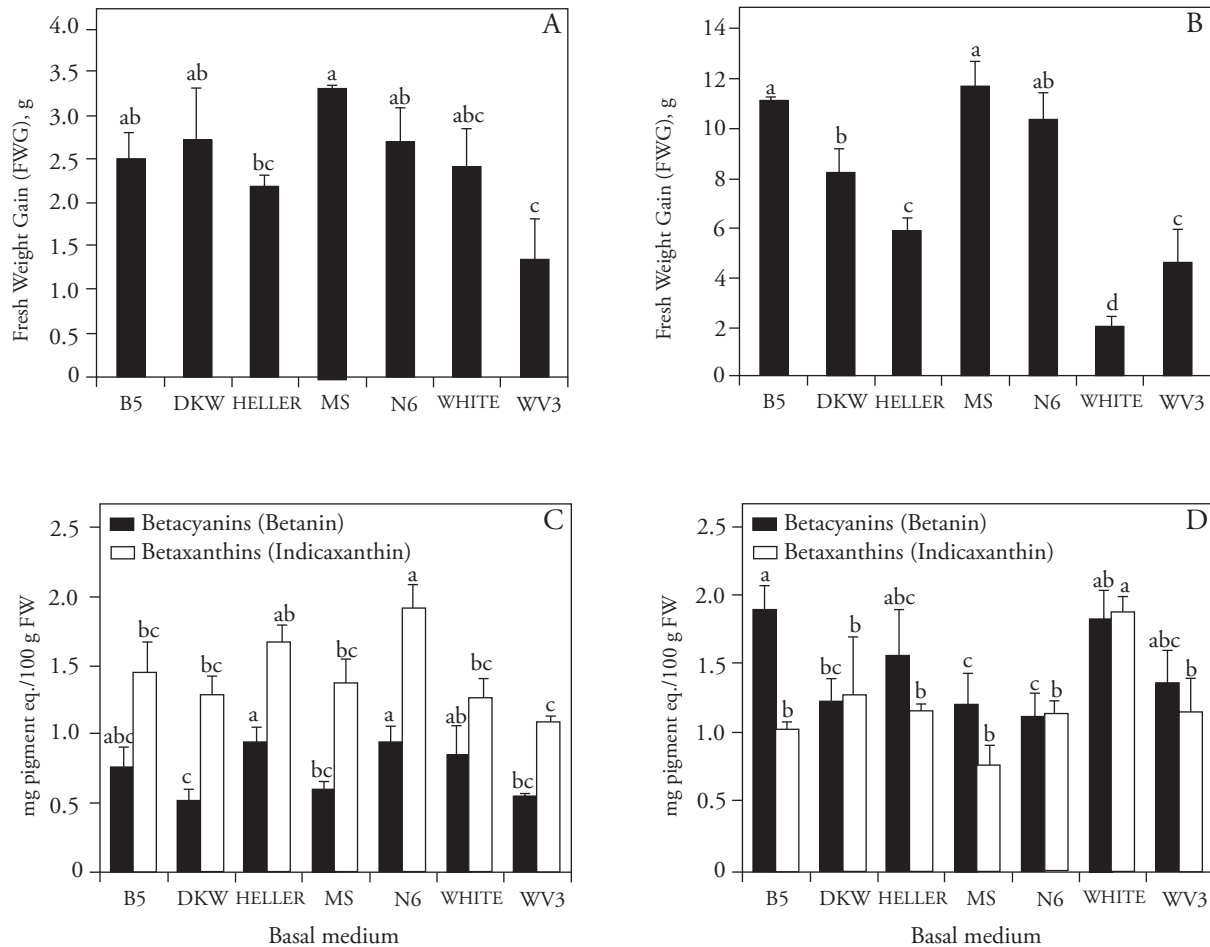 A
Fresh Weight Gain (FWG), g
4.0
3.5
3.0
2.5
2.0
1.5
1.0
0.5
0
ab
ab
bc
a
ab
abc
c
B5 DKW HELLER MS N6 WHITE WV3
B
Fresh Weight Gain (FWG), g
14
12
10
8
6
4
2
0
a
b
c
a
ab
d
c
B5 DKW HELLER MS N6 WHITE WV3
C
Betacyanins (Betanin)
Betaxanthins (Indicaxanthin)
mg pigment eq./100 g FW
2.5
2.0
1.5
1.0
0.5
0
abc bc
c bc
a ab
bc bc
a a
ab bc
bc c
B5 DKW HELLER MS N6 WHITE WV3
Basal medium
D
Betacyanins (Betanin)
Betaxanthins (Indicaxanthin)
mg pigment eq./100 g FW
2.5
2.0
1.5
1.0
0.5
0
a b
bc b
abc b
c b
c b
ab a
abc b
B5 DKW HELLER MS N6 WHITE WV3
Basal medium